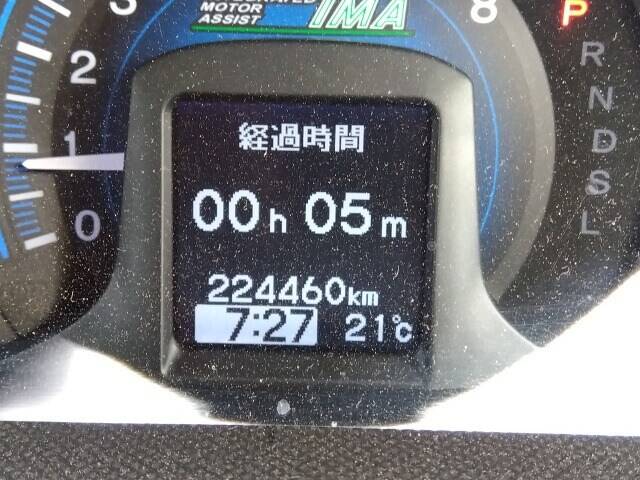 3
MOTOR
ASSIST
IMA
8
P
R
N
D
S
L
2
1
0
経過時間
00h 05m
224460km
7:27 21℃